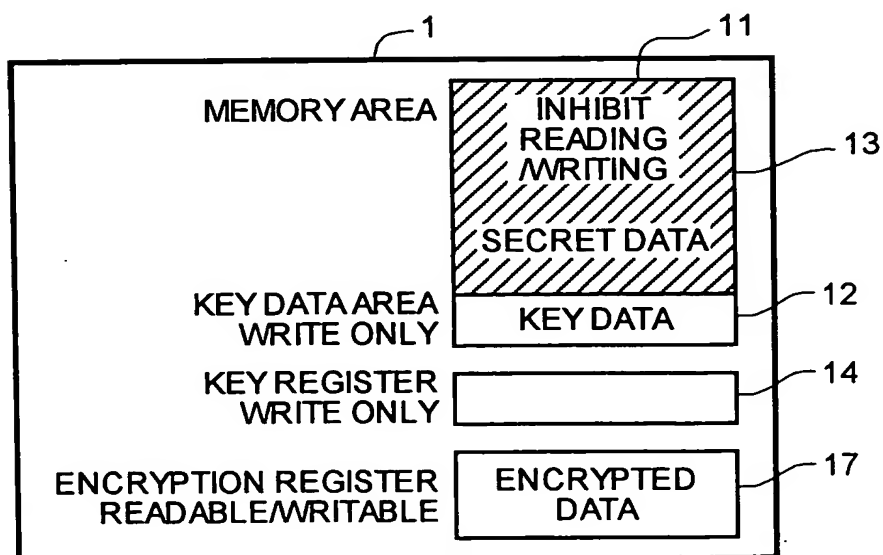 1
11
MEMORY AREA
INHIBIT
READING
/WRITING
13
SECRET DATA
KEY DATA AREA
WRITE ONLY
KEY DATA
12
KEY REGISTER
WRITE ONLY
14
ENCRYPTION REGISTER
READABLE/WRITABLE
ENCRYPTED
DATA
17